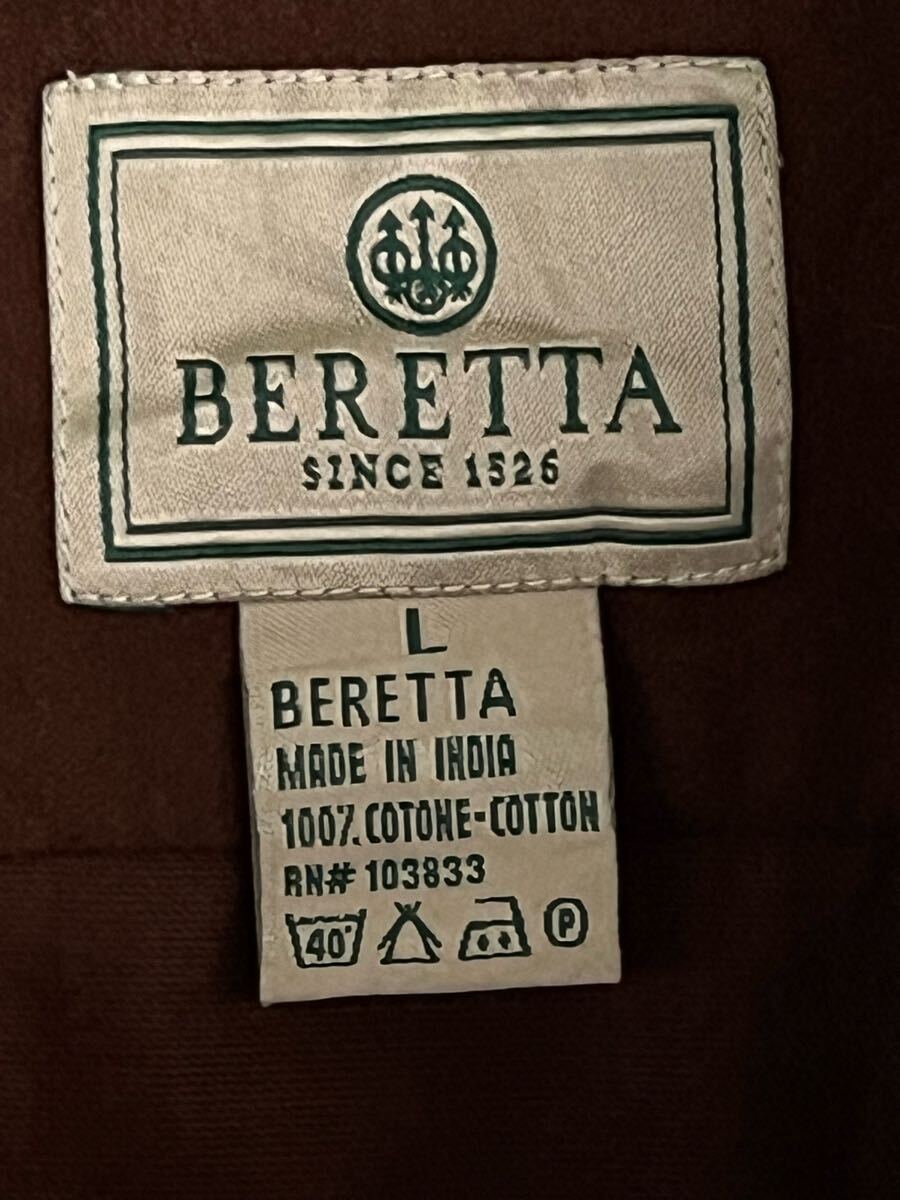 BERETTA
SINCE 1526
L
BERETTA
MADE IN INDIA
100% COTONE-COTTON
RN# 103833
40° P